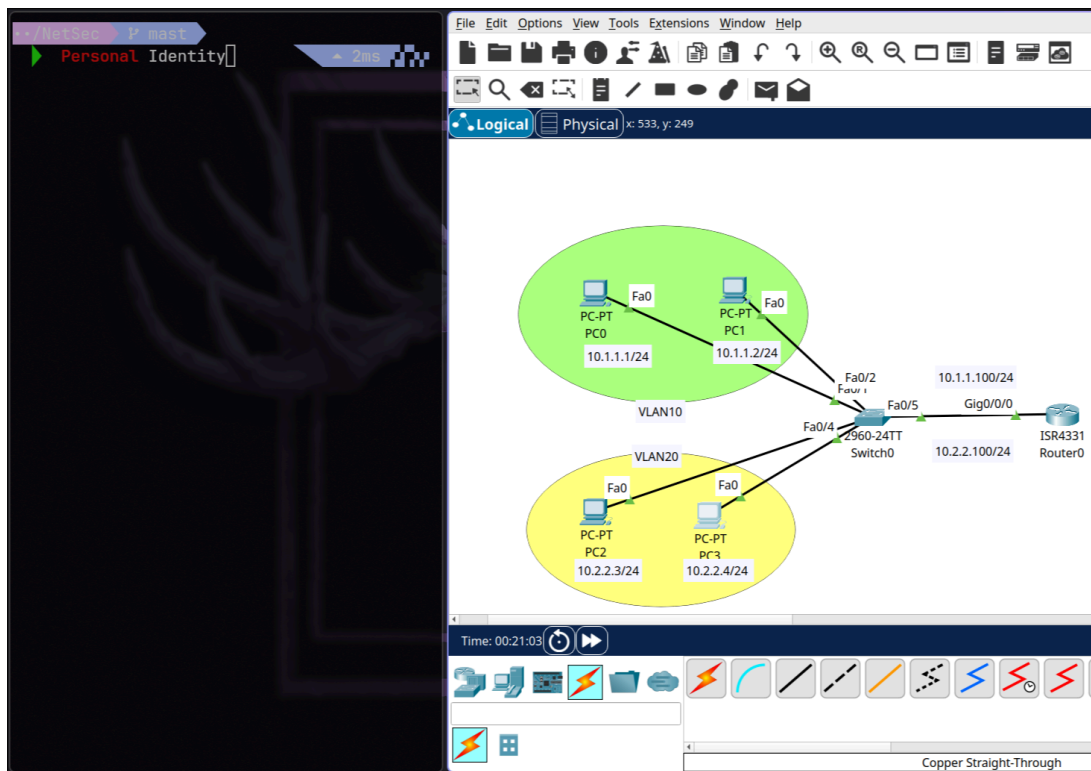 ../NetSec mast
Personal Identity
2ms
File Edit Options View Tools Extensions Window Help
Logical
Physical
x: 533, y: 249
Fa0
PC-PT
PC0
10.1.1.1/24
Fa0
PC-PT
PC1
10.1.1.2/24
VLAN10
Fa0/2
Fa0/1
Fa0/5
Fa0/4
2960-24TT
Switch0
10.1.1.100/24
Gig0/0/0
10.2.2.100/24
ISR4331
Router0
VLAN20
Fa0
PC-PT
PC2
10.2.2.3/24
Fa0
PC-PT
PC3
10.2.2.4/24
Time: 00:21:03
Copper Straight-Through